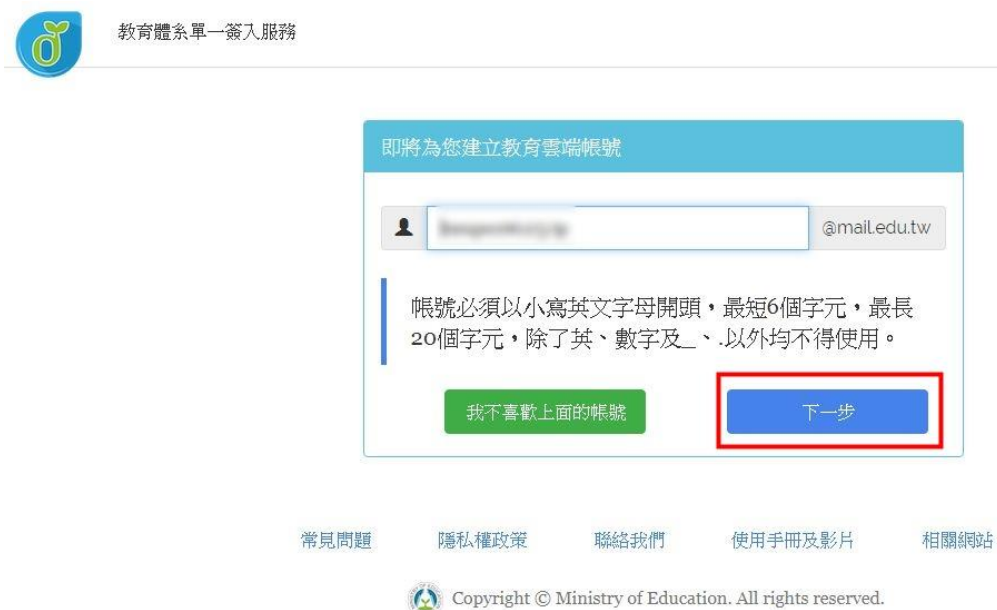 教育體系單一簽入服務
即將為您建立教育雲端帳號
@mail.edu.tw
帳號必須以小寫英文字母開頭，最短6個字元，最長
20個字元，除了英、數字及_、.以外均不得使用。
我不喜歡上面的帳號
下一步
常見問題 隱私權政策 聯絡我們 使用手冊及影片 相關網站
Copyright © Ministry of Education. All rights reserved.